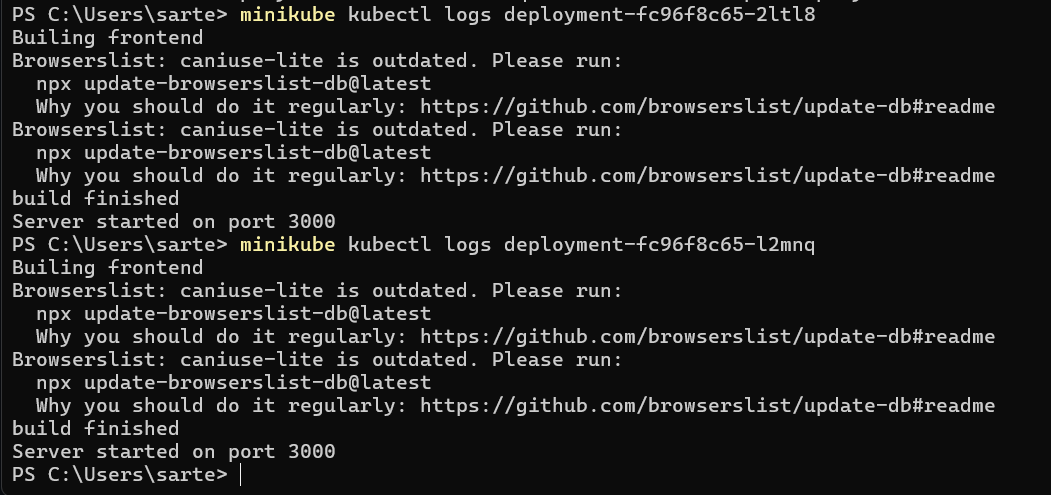 PS C:\Users\sarte> minikube kubectl logs deployment-fc96f8c65-2ltl8
Builing frontend
Browserslist: caniuse-lite is outdated. Please run:
  npx update-browserslist-db@latest
  Why you should do it regularly: https://github.com/browserslist/update-db#readme
Browserslist: caniuse-lite is outdated. Please run:
  npx update-browserslist-db@latest
  Why you should do it regularly: https://github.com/browserslist/update-db#readme
build finished
Server started on port 3000
PS C:\Users\sarte> minikube kubectl logs deployment-fc96f8c65-l2mnq
Builing frontend
Browserslist: caniuse-lite is outdated. Please run:
  npx update-browserslist-db@latest
  Why you should do it regularly: https://github.com/browserslist/update-db#readme
Browserslist: caniuse-lite is outdated. Please run:
  npx update-browserslist-db@latest
  Why you should do it regularly: https://github.com/browserslist/update-db#readme
build finished
Server started on port 3000
PS C:\Users\sarte>